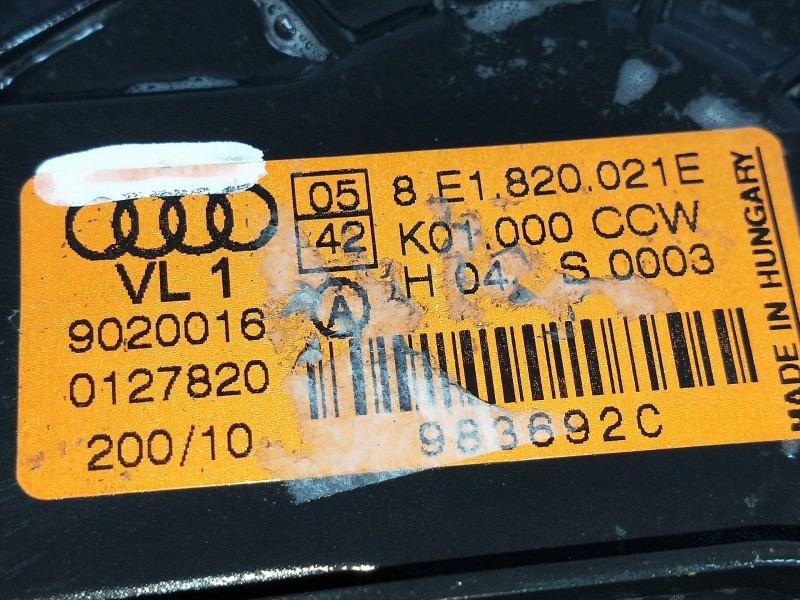 05 8 E1.820.021E
42 K01.000 CCW
VL 1 H 04 S 0003
9020016 A
0127820
200/10 983692C
MADE IN HUNGARY